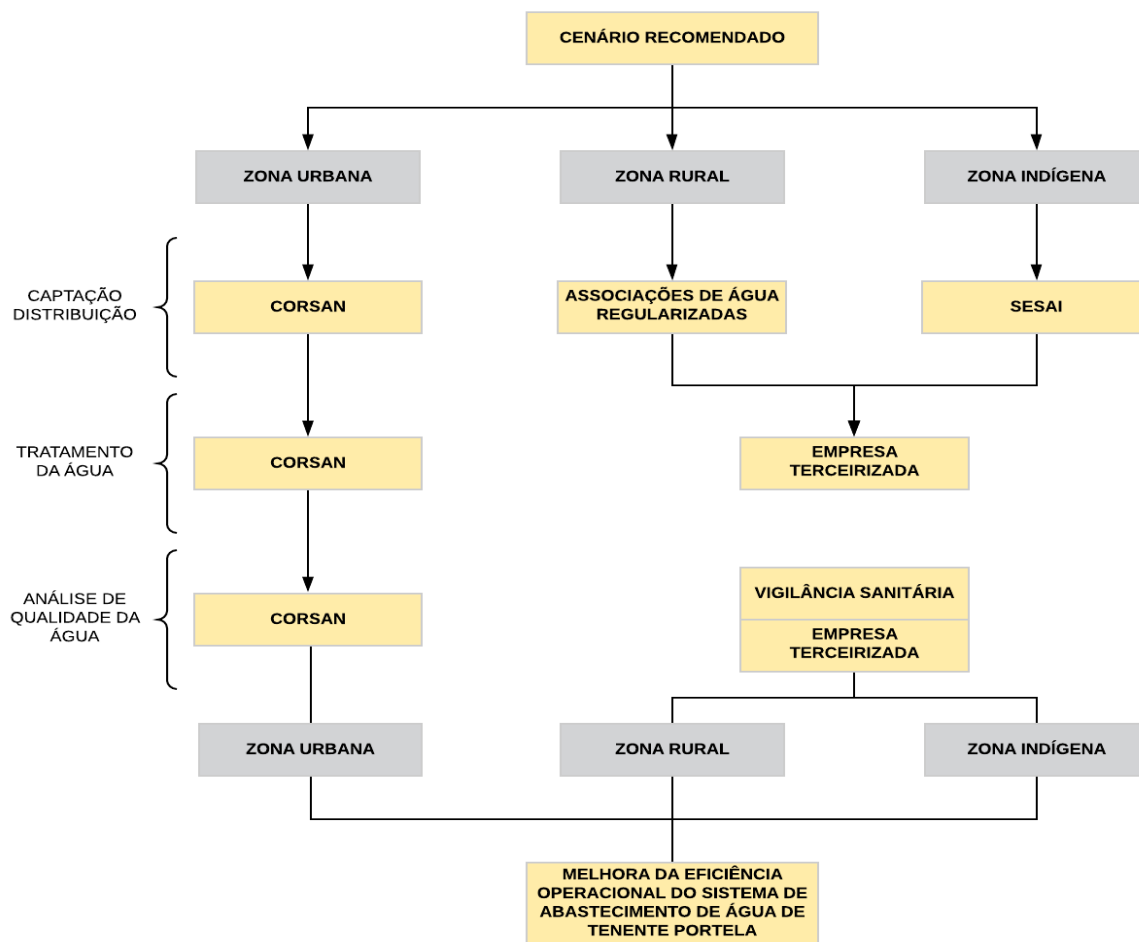 CENÁRIO RECOMENDADO
ZONA URBANA
ZONA RURAL
ZONA INDÍGENA
CAPTAÇÃO
DISTRIBUIÇÃO
CORSAN
ASSOCIAÇÕES DE ÁGUA
REGULARIZADAS
SESAI
TRATAMENTO
DA ÁGUA
CORSAN
EMPRESA
TERCEIRIZADA
ANÁLISE DE
QUALIDADE DA
ÁGUA
CORSAN
VIGILÂNCIA SANITÁRIA
EMPRESA
TERCEIRIZADA
ZONA URBANA
ZONA RURAL
ZONA INDÍGENA
MELHORA DA EFICIÊNCIA
OPERACIONAL DO SISTEMA DE
ABASTECIMENTO DE ÁGUA DE
TENENTE PORTELA